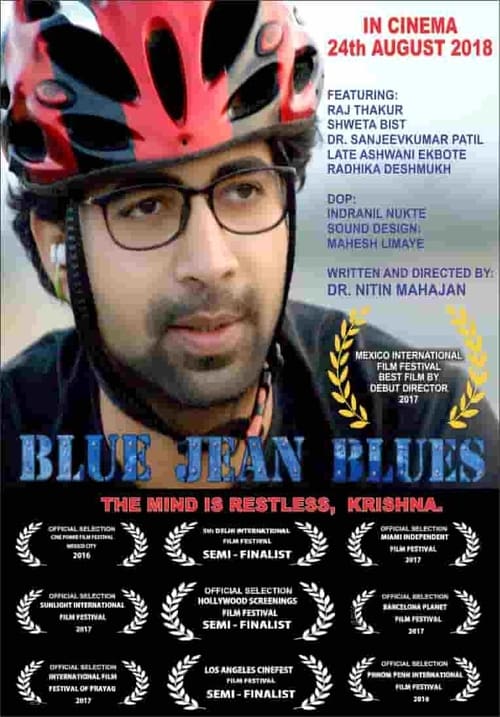 IN CINEMA
24th AUGUST 2018
FEATURING:
RAJ THAKUR
SHWETA BIST
DR. SANJEEVKUMAR PATIL
LATE ASHWANI EKBOTE
RADHIKA DESHMUKH
DOP:
INDRANIL NUKTE
SOUND DESIGN:
MAHESH LIMAYE
WRITTEN AND DIRECTED BY:
DR. NITIN MAHAJAN
MEXICO INTERNATIONAL
FILM FESTIVAL
BEST FILM BY
DEBUT DIRECTOR
2017
BLUE JEAN BLUES
THE MIND IS RESTLESS, KRISHNA.
OFFICIAL SELECTION
CINE POWER FILM FESTIVAL
MEXICO CITY
2016
5th DELHI INTERNATIONAL
FILM FESTIVAL
SEMI - FINALIST
OFFICIAL SELECTION
MIAMI INDEPENDENT
FILM FESTIVAL
2017
OFFICIAL SELECTION
SUNLIGHT INTERNATIONAL
FILM FESTIVAL
2017
OFFICIAL SELECTION
HOLLYWOOD SCREENINGS
FILM FESTIVAL
SEMI - FINALIST
OFFICIAL SELECTION
BARCELONA PLANET
FILM FESTIVAL
2017
OFFICIAL SELECTION
INTERNATIONAL FILM
FESTIVAL OF PRAYAG
2017
LOS ANGELES CINEFEST
FILM FESTIVAL
SEMI - FINALIST
OFFICIAL SELECTION
PHNOM PENH INTERNATIONAL
FILM FESTIVAL
2016